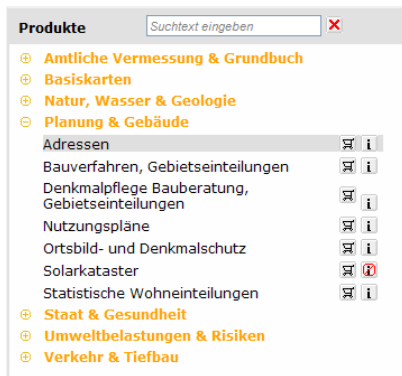 Produkte Suchtext eingeben
Amtliche Vermessung & Grundbuch
Basiskarten
Natur, Wasser & Geologie
Planung & Gebäude
Adressen
Bauverfahren, Gebietseinteilungen
Denkmalpflege Bauberatung,
Gebietseinteilungen
Nutzungspläne
Ortsbild- und Denkmalschutz
Solarkataster
Statistische Wohneinteilungen
Staat & Gesundheit
Umweltbelastungen & Risiken
Verkehr & Tiefbau